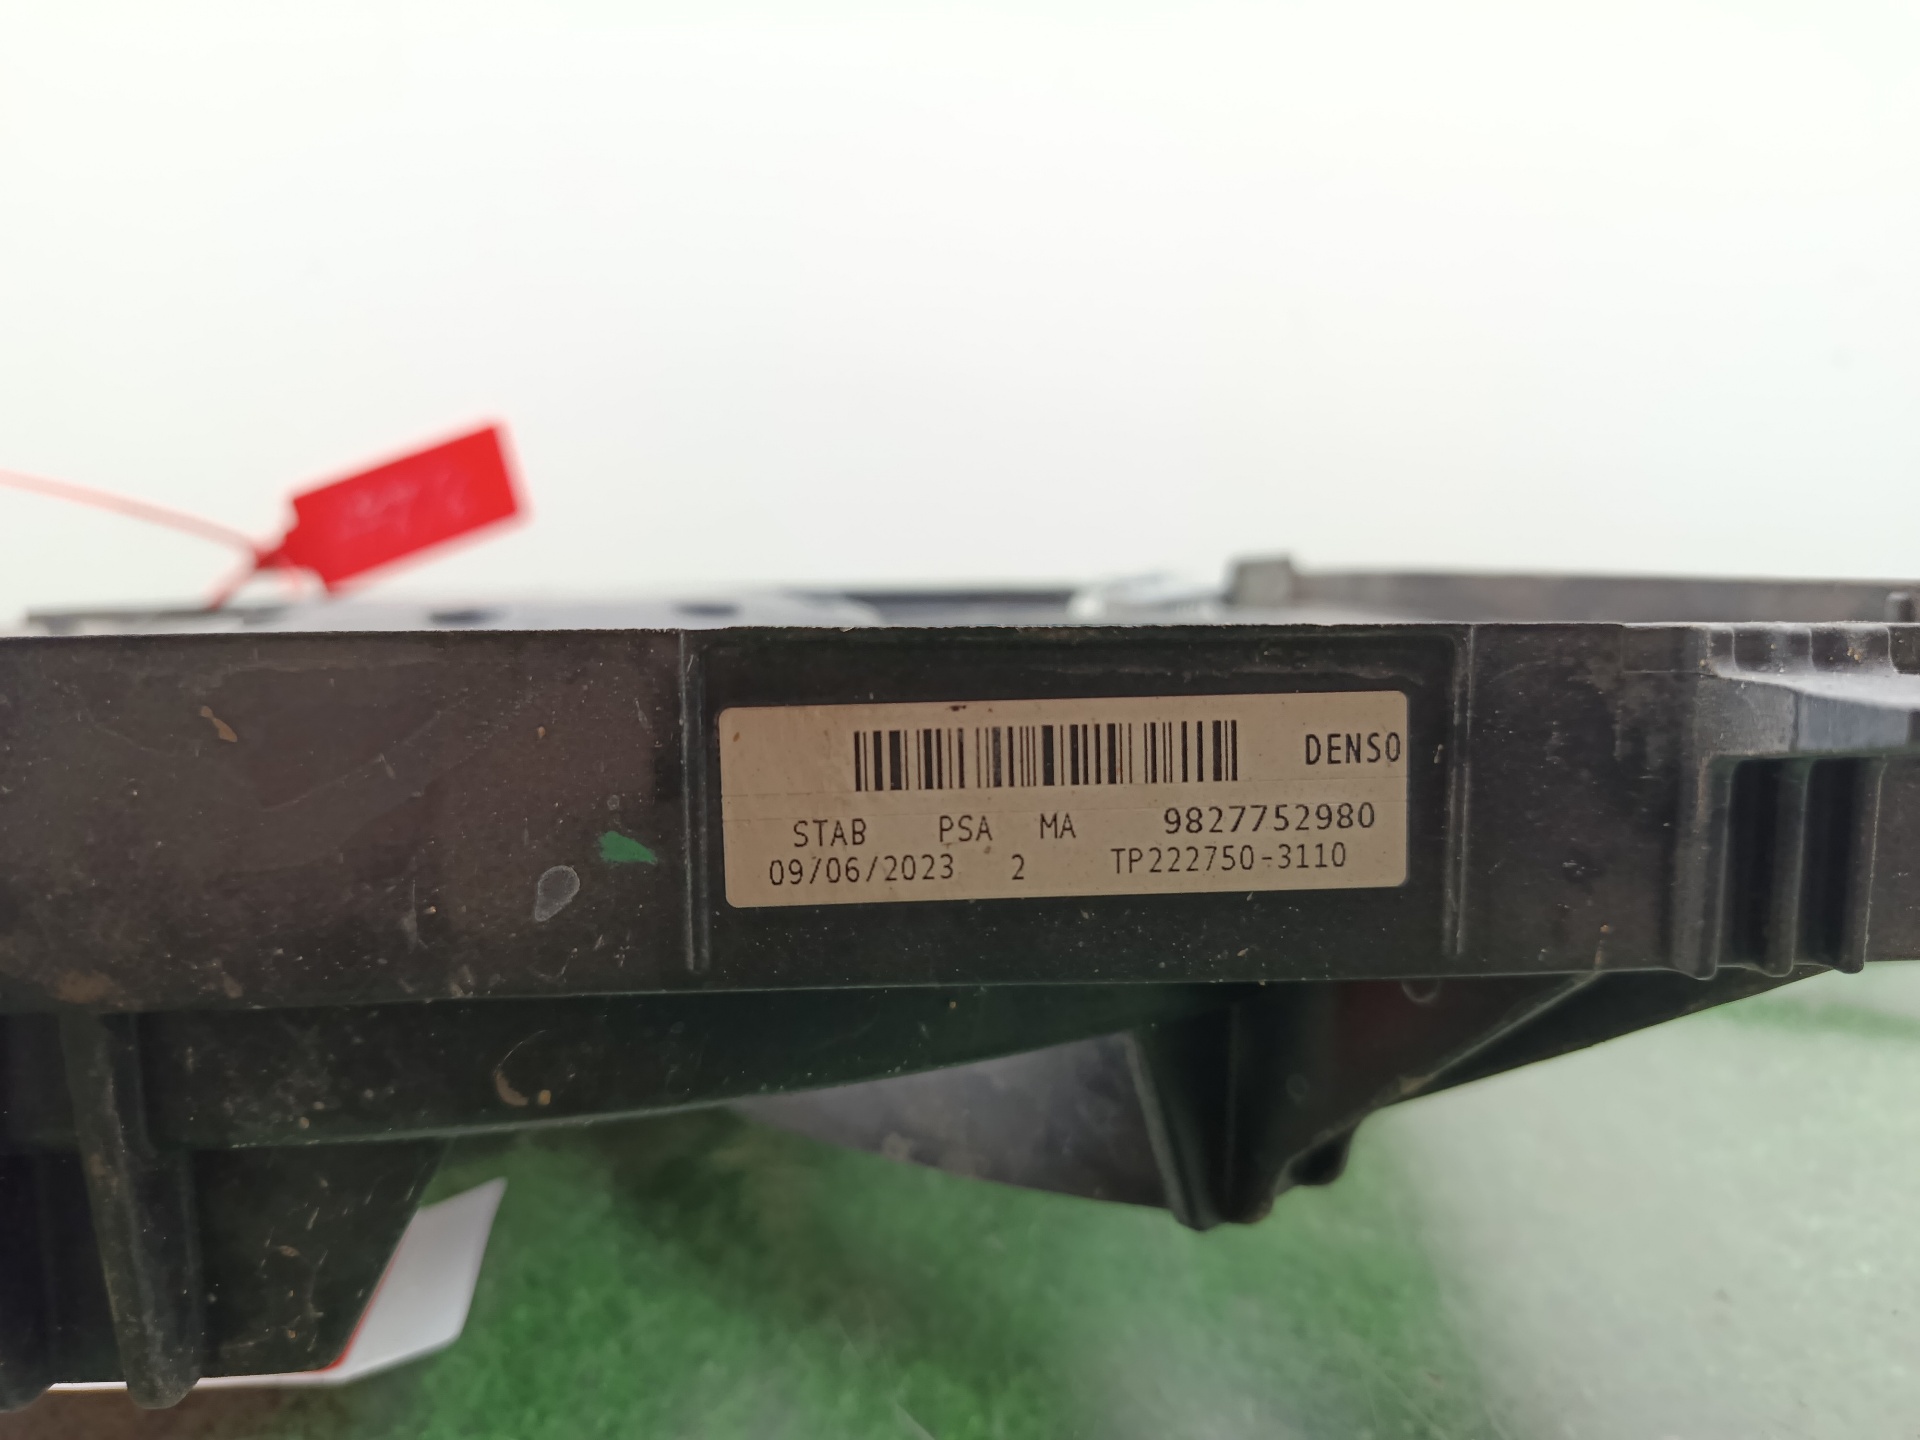 DENSO
STAB PSA MA 9827752980
09/06/2023 2 TP222750-3110